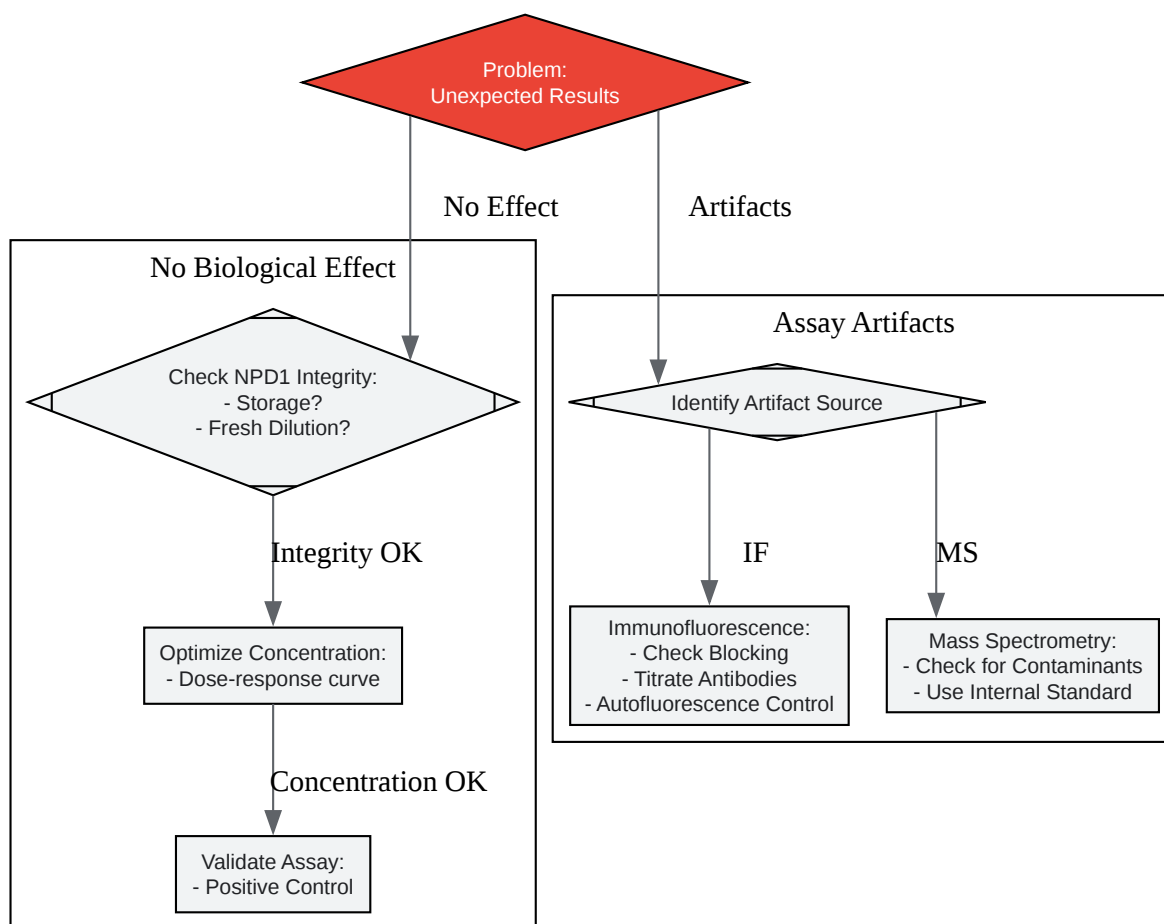 Problem:
Unexpected Results
No Effect
Artifacts
No Biological Effect
Check NPD1 Integrity:
- Storage?
- Fresh Dilution?
Integrity OK
Optimize Concentration:
- Dose-response curve
Concentration OK
Validate Assay:
- Positive Control
Assay Artifacts
Identify Artifact Source
IF
MS
Immunofluorescence:
- Check Blocking
- Titrate Antibodies
- Autofluorescence Control
Mass Spectrometry:
- Check for Contaminants
- Use Internal Standard